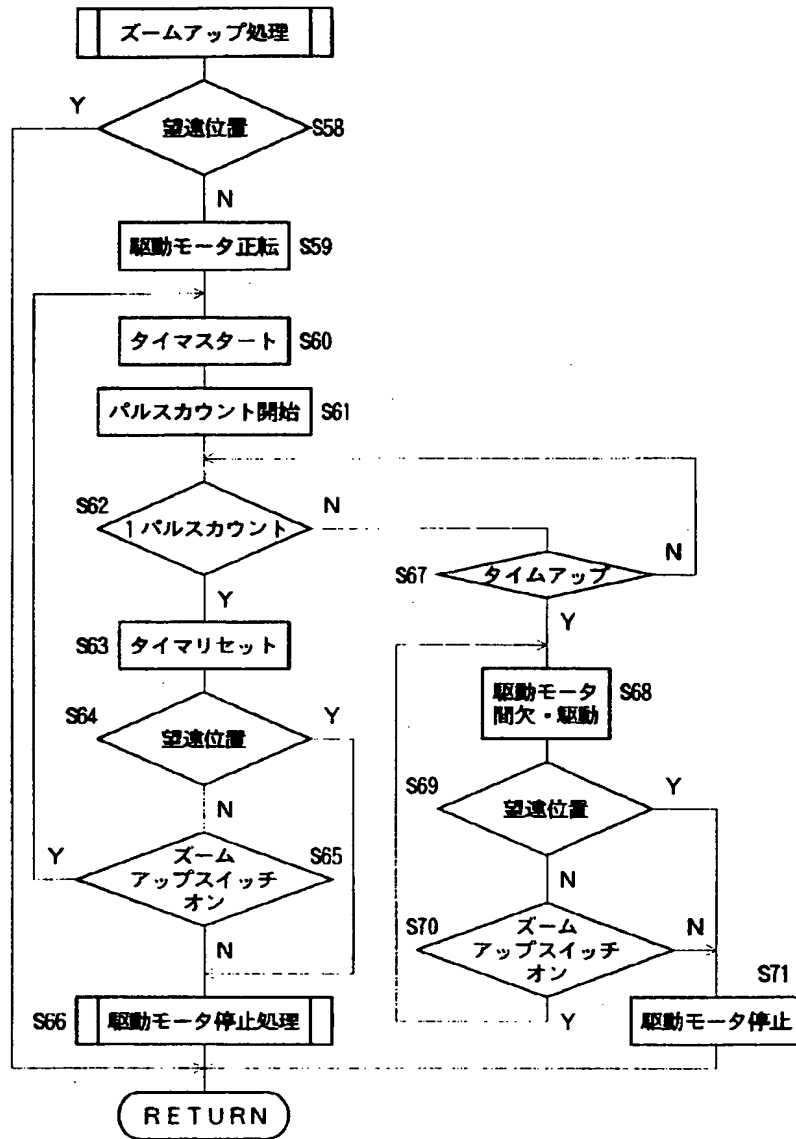 ズームアップ処理
Y
望遠位置
S58
N
駆動モータ正転
S59
タイマスタート
S60
パルスカウント開始
S61
S62
1パルスカウント
N
Y
S67
タイムアップ
N
Y
S63
タイマリセット
S64
望遠位置
Y
N
駆動モータ
間欠・駆動
S68
S69
望遠位置
Y
N
Y
ズーム
アップスイッチ
オン
S65
N
S70
ズーム
アップスイッチ
オン
N
Y
S71
駆動モータ停止
S66
駆動モータ停止処理
RETURN